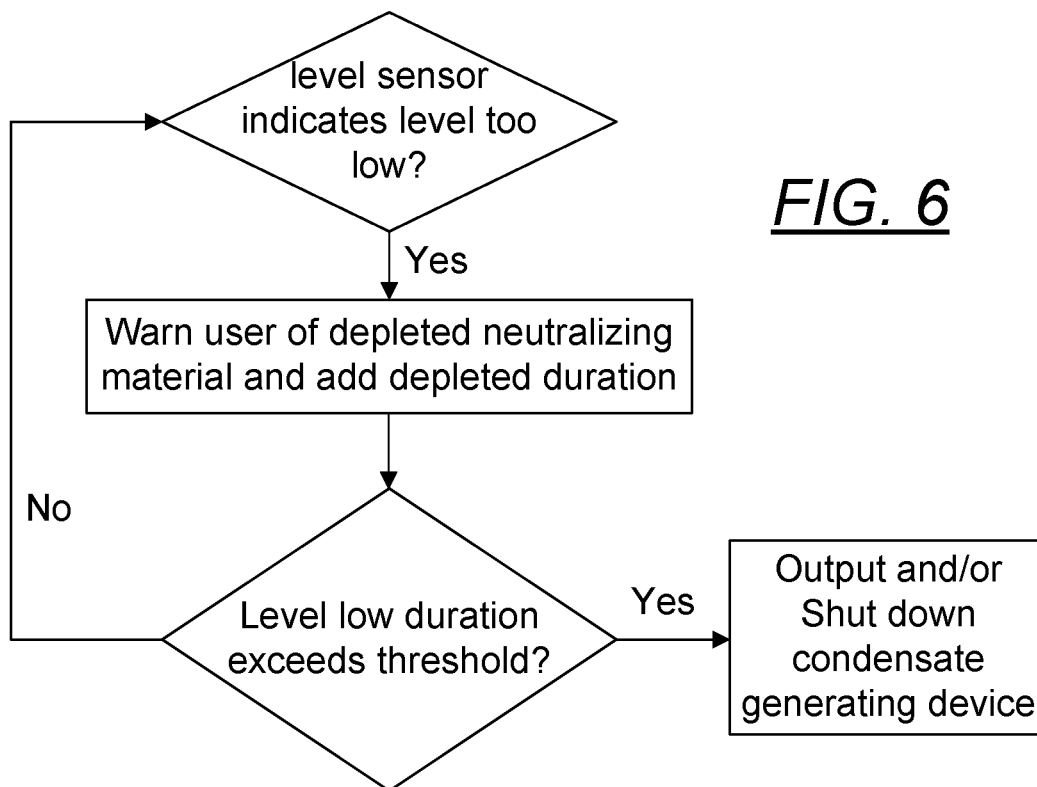 level sensor
indicates level too
low?
FIG. 6
Yes
Warn user of depleted neutralizing
material and add depleted duration
No
Level low duration
exceeds threshold?
Yes
Output and/or
Shut down
condensate
generating device